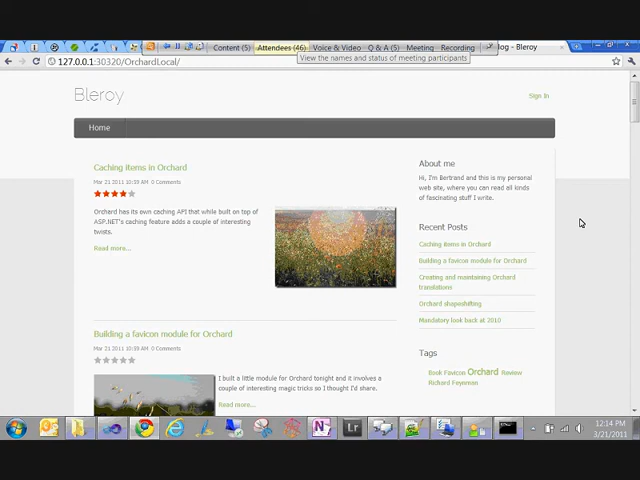 Content (5) Attendees (46) Voice & Video Q & A (5) Meeting Recording
log - Bleroy
View the names and status of meeting participants
127.0.0.1:30320/OrchardLocal/
Bleroy
Sign In
Home
Caching items in Orchard
Mar 21 2011 10:39 AM 0 Comments
Orchard has its own caching API that while built on top of
ASP.NET's caching feature adds a couple of interesting
twists.
Read more...
Building a favicon module for Orchard
Mar 21 2011 10:39 AM 0 Comments
I built a little module for Orchard tonight and it involves a
couple of interesting magic tricks so I thought I'd share.
Read more...
About me
Hi, I'm Bertrand and this is my personal
web site, where you can read all kinds
of fascinating stuff I write.
Recent Posts
Caching items in Orchard
Building a favicon module for Orchard
Creating and maintaining Orchard
translations
Orchard shapeshifting
Mandatory look back at 2010
Tags
Book Favicon Orchard Review
Richard Feynman
Lr
12:14 PM
3/21/2011